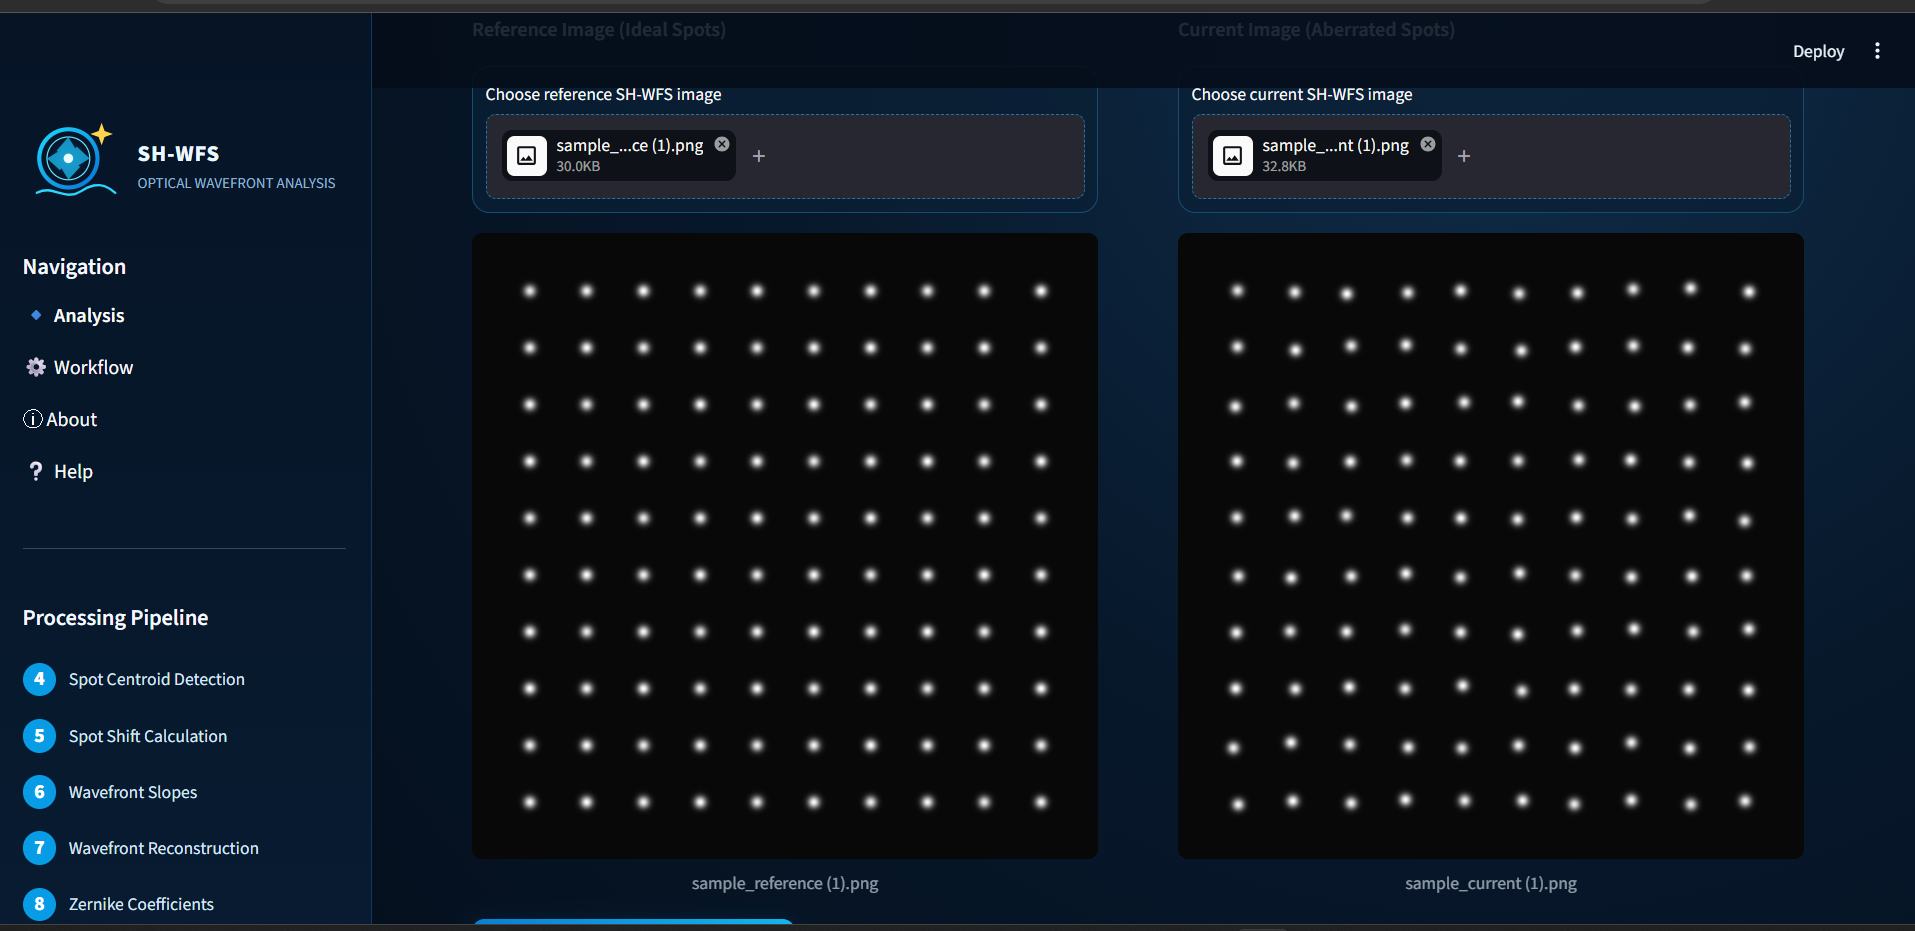 Reference Image (Ideal Spots)
Current Image (Aberrated Spots)
Deploy
Choose reference SH-WFS image
Choose current SH-WFS image
sample_...ce (1).png
30.0KB
sample_...nt (1).png
32.8KB
SH-WFS
OPTICAL WAVEFRONT ANALYSIS
Navigation
Analysis
Workflow
About
Help
Processing Pipeline
4 Spot Centroid Detection
5 Spot Shift Calculation
6 Wavefront Slopes
7 Wavefront Reconstruction
8 Zernike Coefficients
sample_reference (1).png
sample_current (1).png